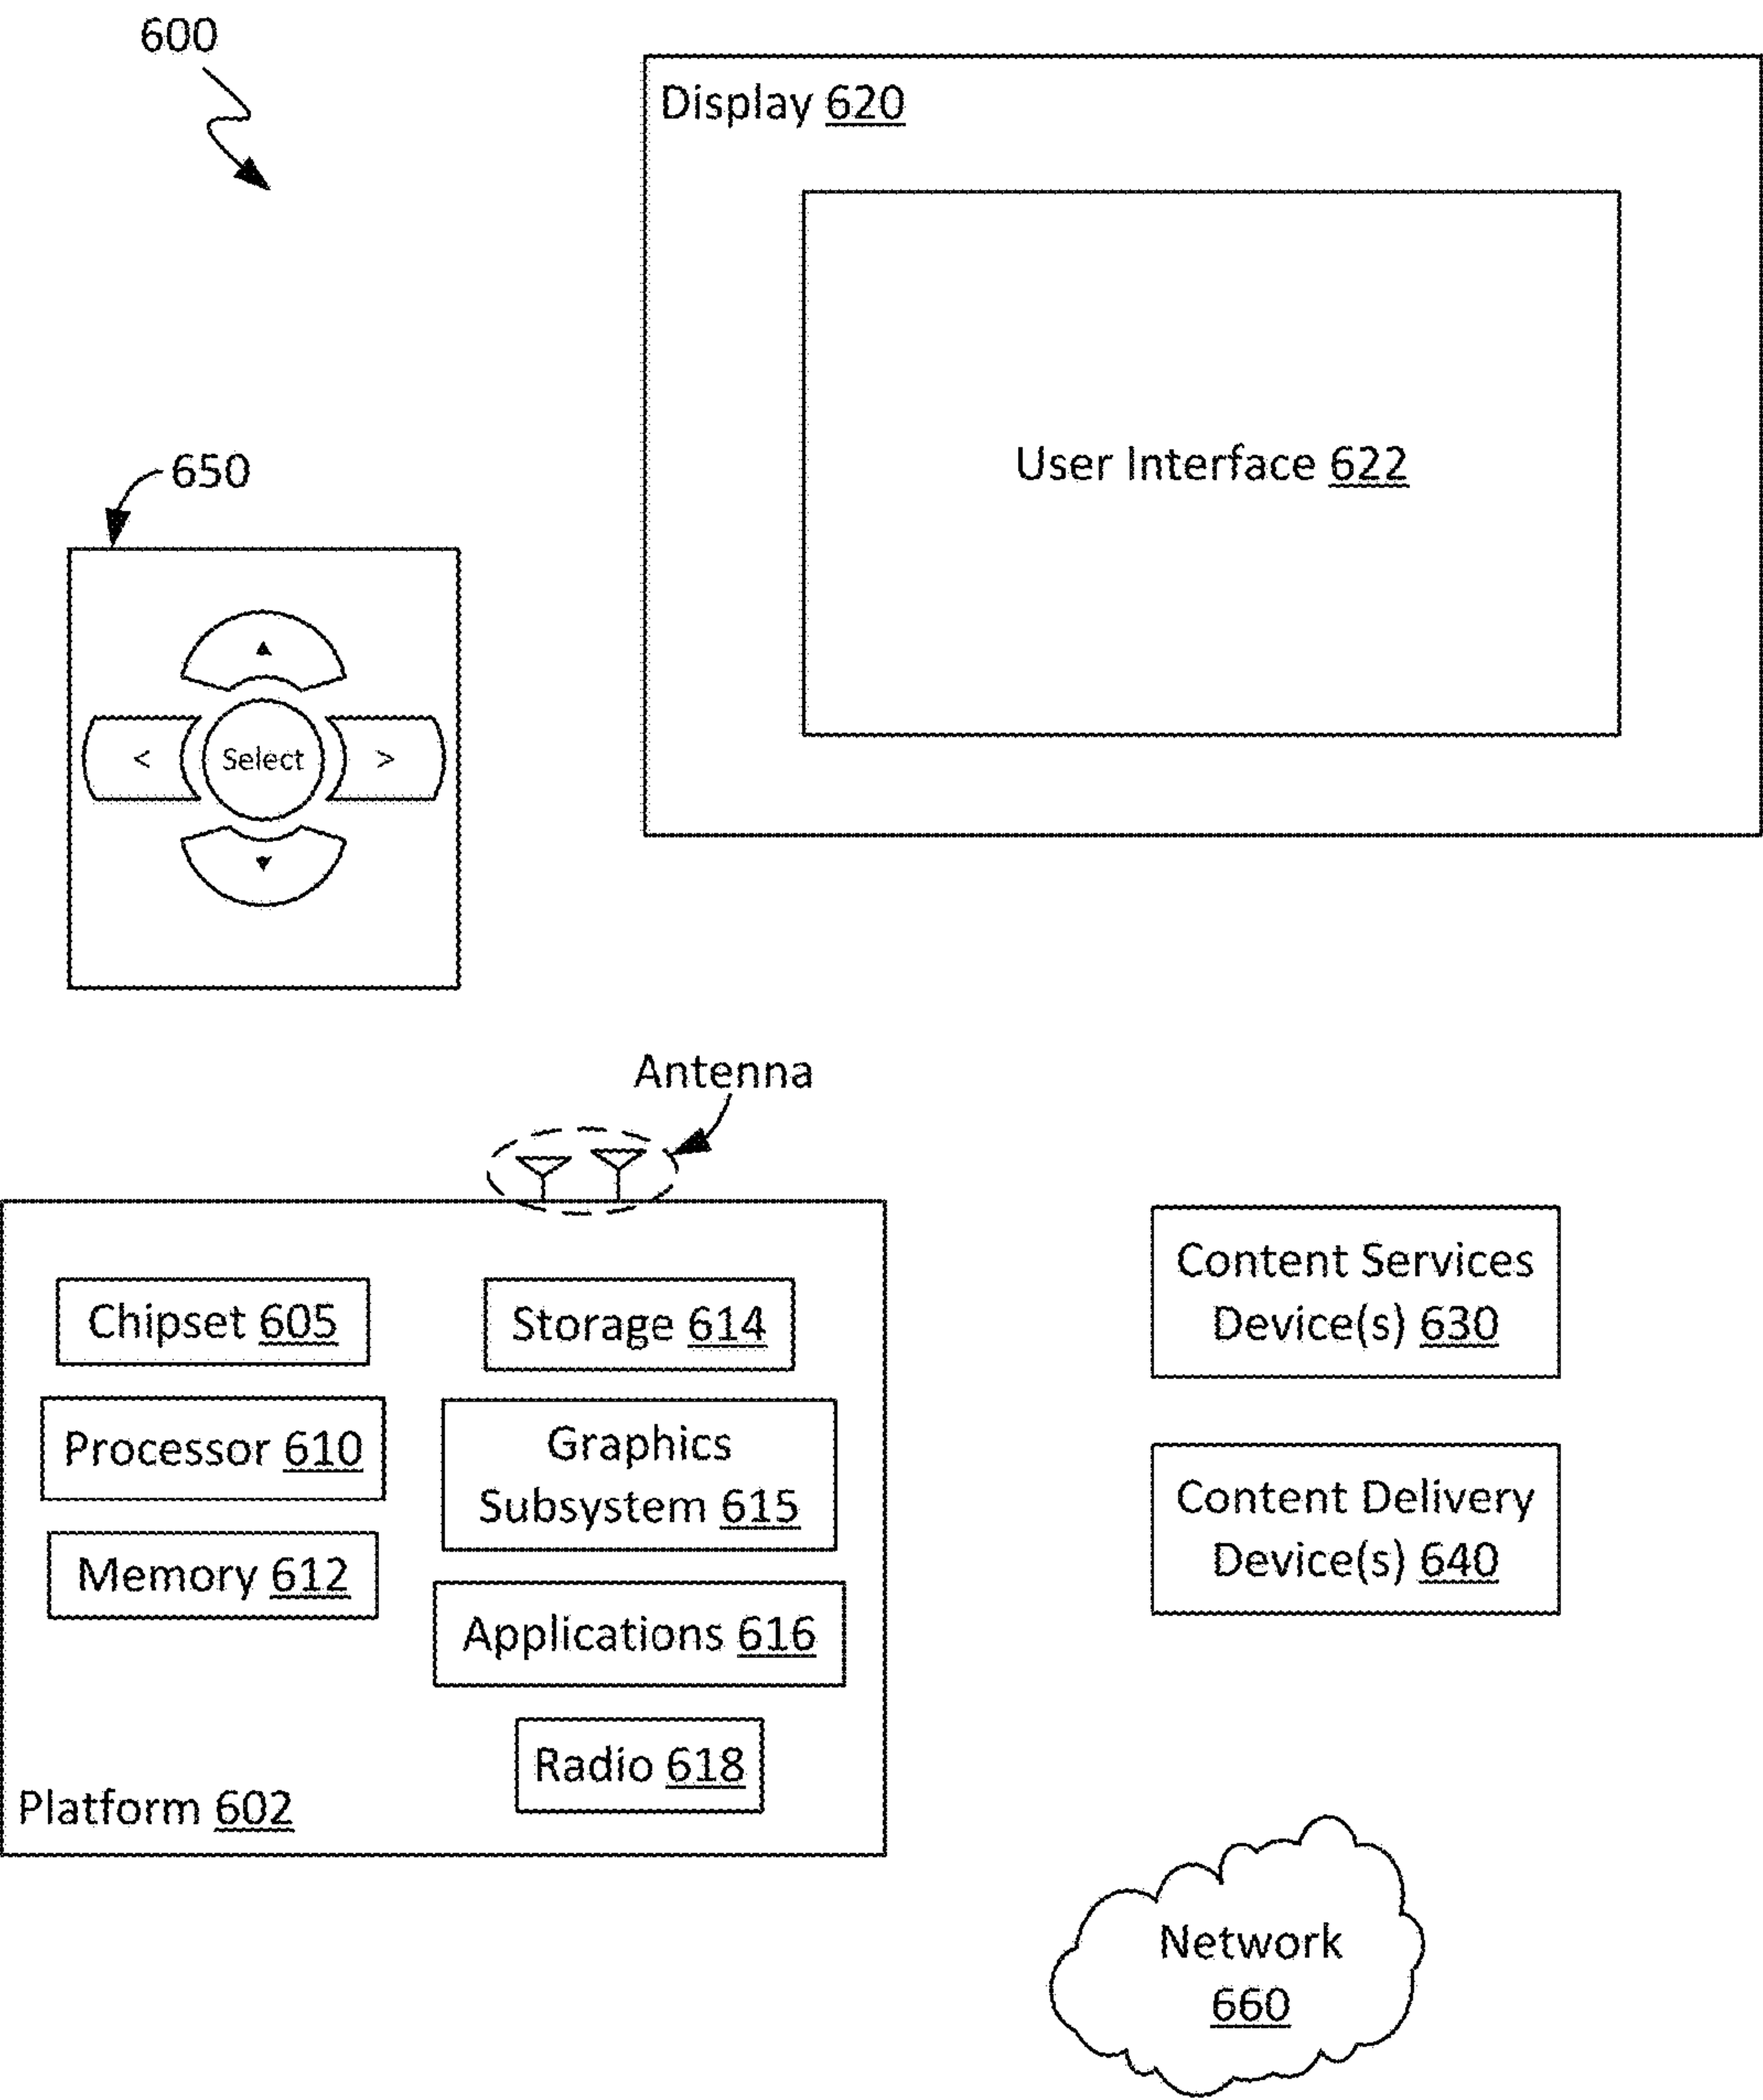 600
Display 620
User Interface 622
650
▲
< Select >
▼
Antenna
Chipset 605
Storage 614
Processor 610
Graphics
Subsystem 615
Memory 612
Applications 616
Radio 618
Platform 602
Content Services
Device(s) 630
Content Delivery
Device(s) 640
Network
660